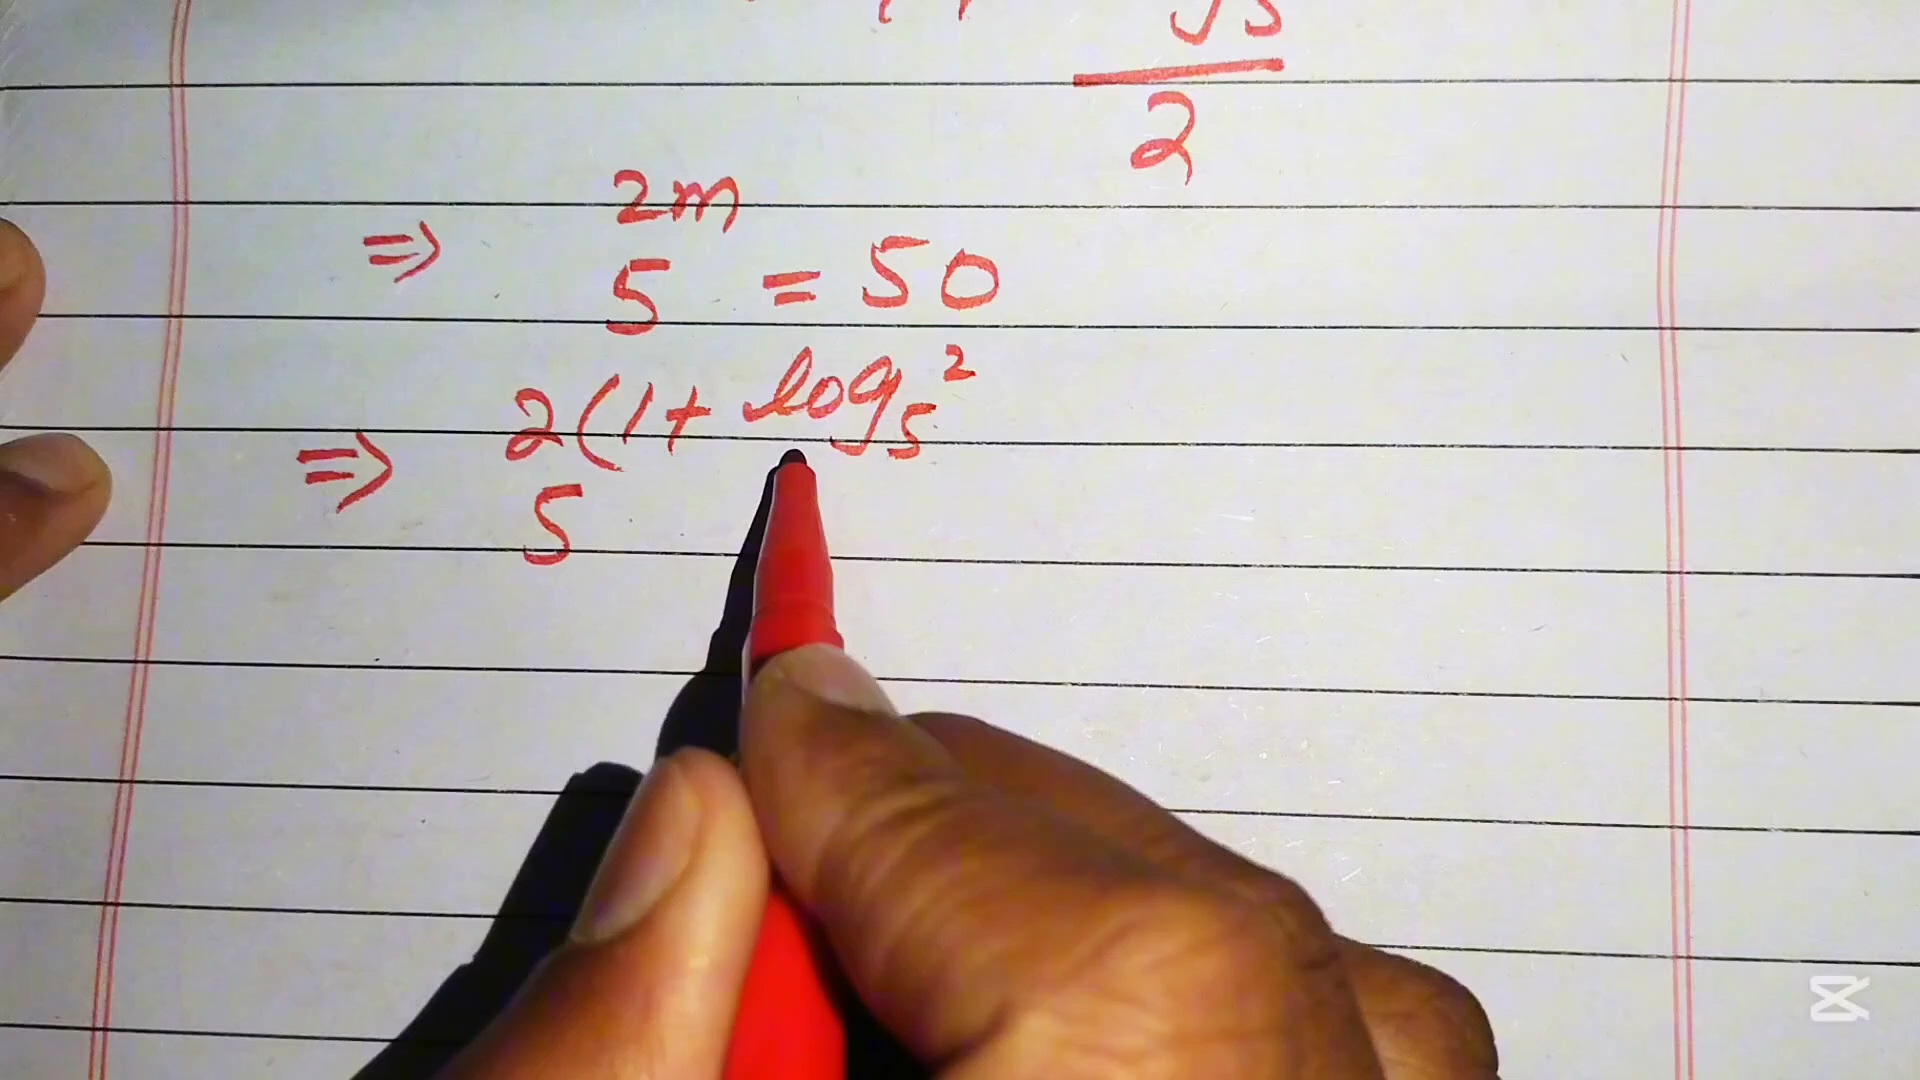 2
⇒ 5^{2m} = 50
⇒ 5^{2(1+ log_5 2}